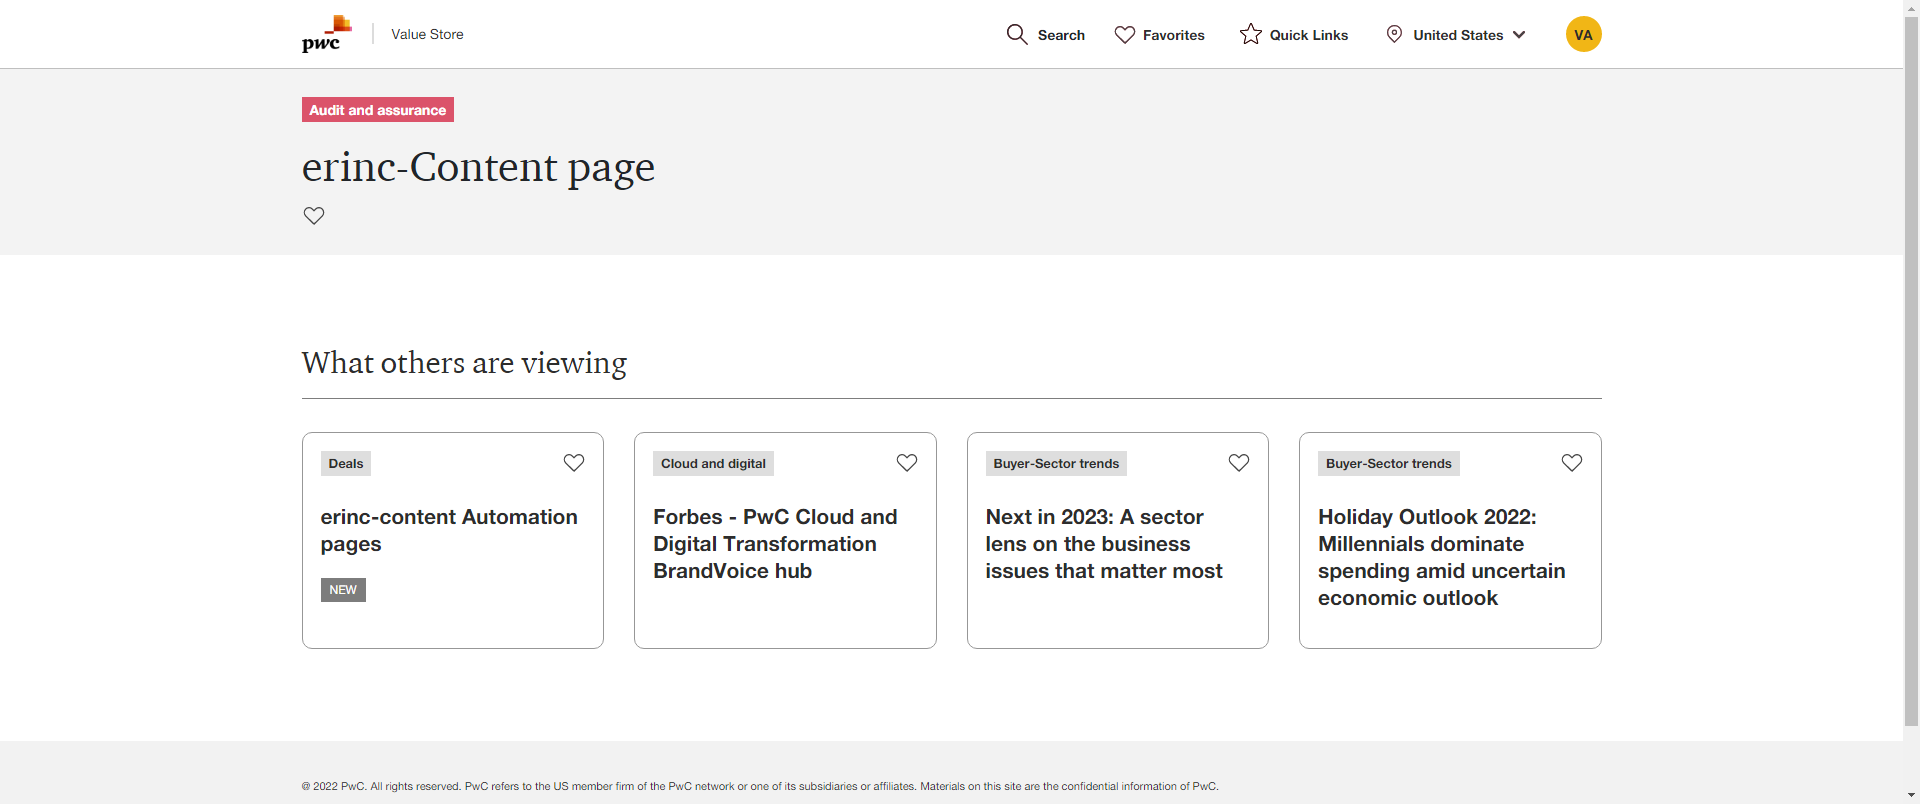 pwc
Value Store
Search
Favorites
Quick Links
United States
VA
Audit and assurance
erinc-Content page
What others are viewing
Deals
erinc-content Automation
pages
NEW
Cloud and digital
Forbes - PwC Cloud and
Digital Transformation
BrandVoice hub
Buyer-Sector trends
Next in 2023: A sector
lens on the business
issues that matter most
Buyer-Sector trends
Holiday Outlook 2022:
Millennials dominate
spending amid uncertain
economic outlook
@ 2022 PwC. All rights reserved. PwC refers to the US member firm of the PwC network or one of its subsidiaries or affiliates. Materials on this site are the confidential information of PwC.